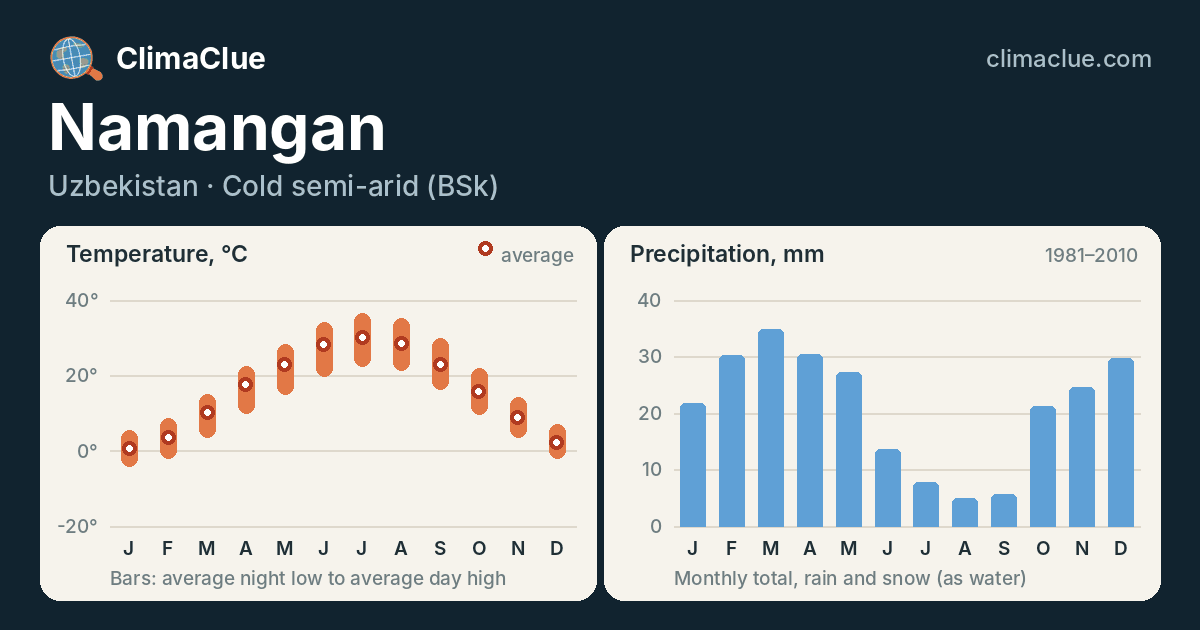 ClimaClue
climaclue.com
Namangan
Uzbekistan · Cold semi-arid (BSk)
Temperature, °C
average
40°
20°
0°
-20°
J F M A M J J A S O N D
Bars: average night low to average day high
Precipitation, mm
1981–2010
40
30
20
10
0
J F M A M J J A S O N D
Monthly total, rain and snow (as water)